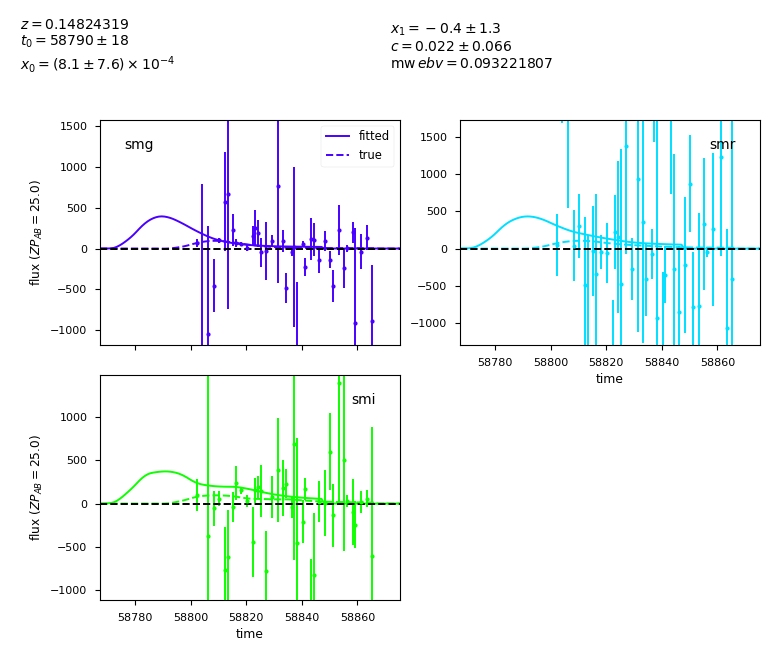 z = 0.14824319
t0 = 58790 ± 18
x0 = (8.1 ± 7.6) × 10^−4
x1 = −0.4 ± 1.3
c = 0.022 ± 0.066
mw ebv = 0.093221807
smg
fitted
true
1500
1000
500
0
−500
−1000
flux (ZP_AB = 25.0)
smr
1500
1000
500
0
−500
−1000
58780 58800 58820 58840 58860
time
smi
1000
500
0
−500
−1000
flux (ZP_AB = 25.0)
58780 58800 58820 58840 58860
time